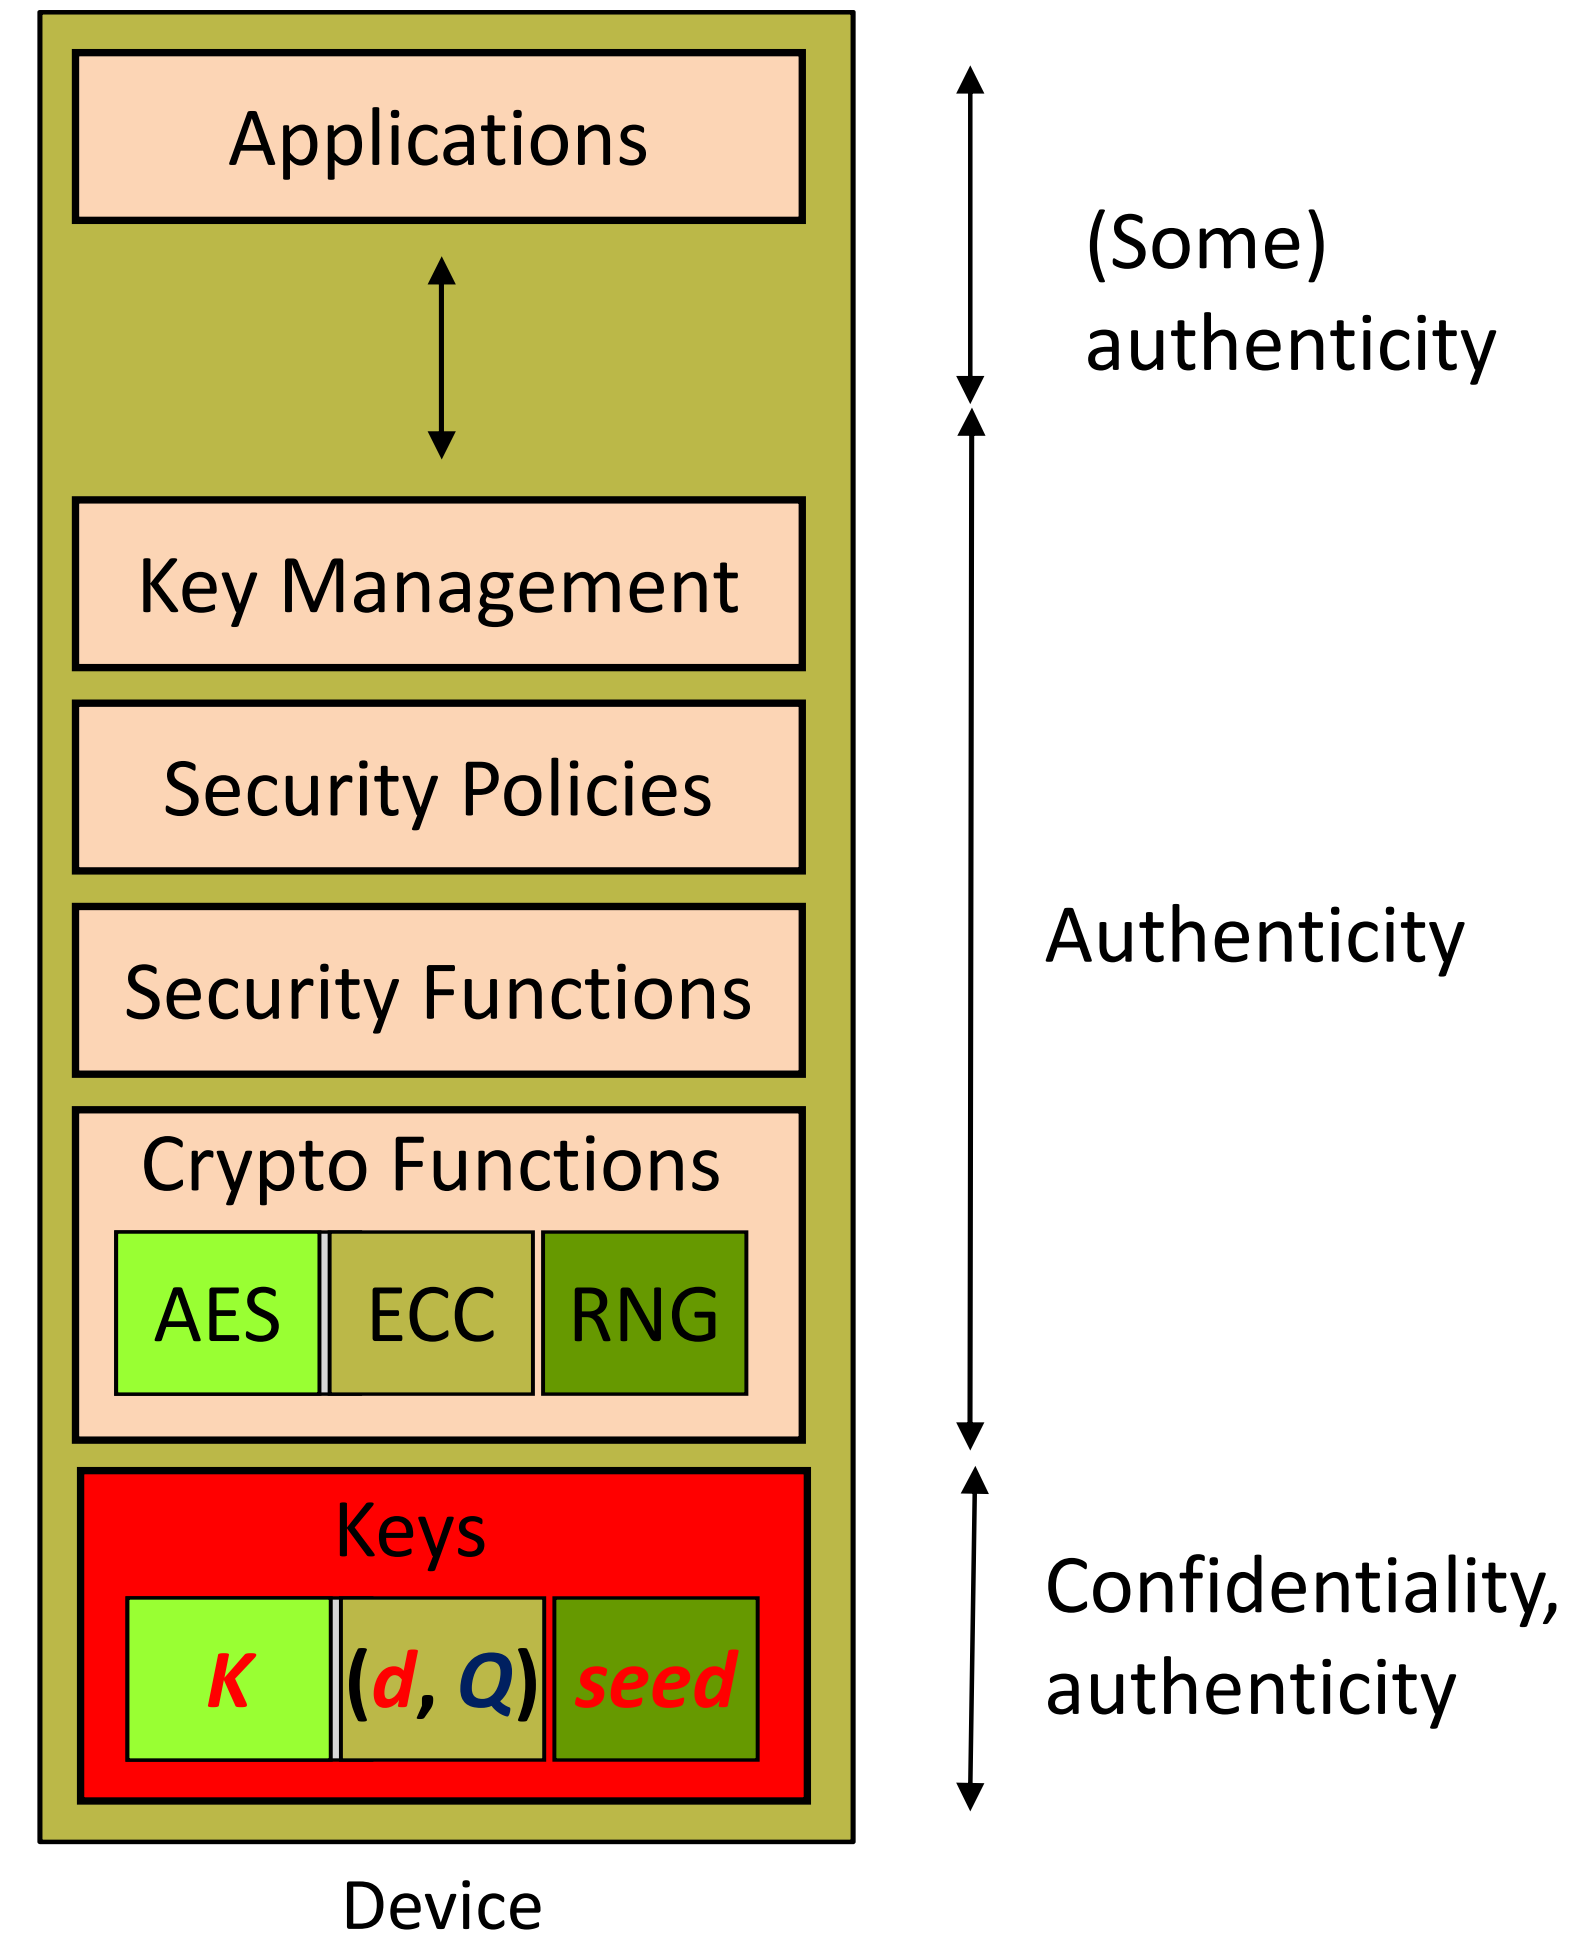 Applications
(Some)
authenticity
Key Management
Security Policies
Authenticity
Security Functions
Crypto Functions
AES ECC RNG
Keys
K (d, Q) seed
Confidentiality,
authenticity
Device